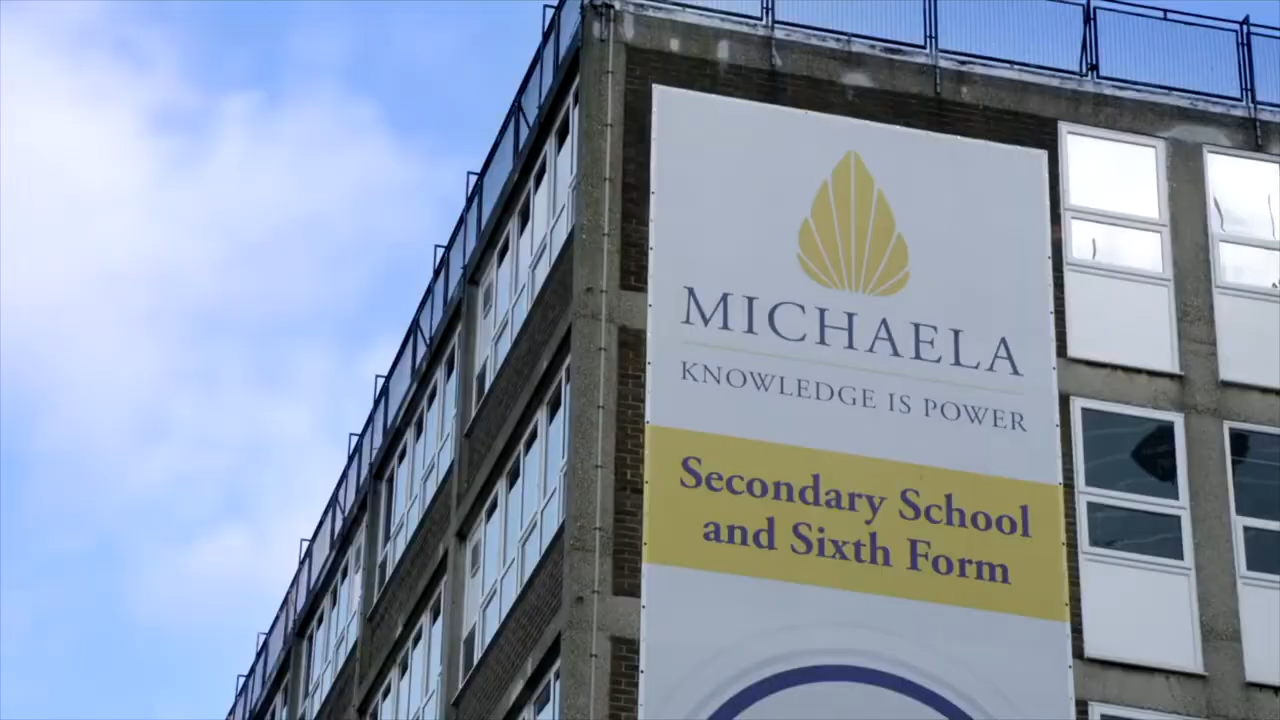 MICHAELA
KNOWLEDGE IS POWER
Secondary School
and Sixth Form